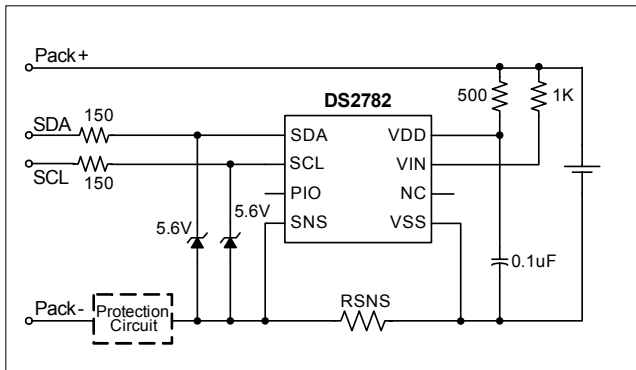 Pack+
DS2782
500
1K
SDA
150
SDA
VDD
SCL
150
SCL
VIN
PIO
NC
SNS
VSS
5.6V
5.6V
0.1uF
RSNS
Pack-
Protection
Circuit